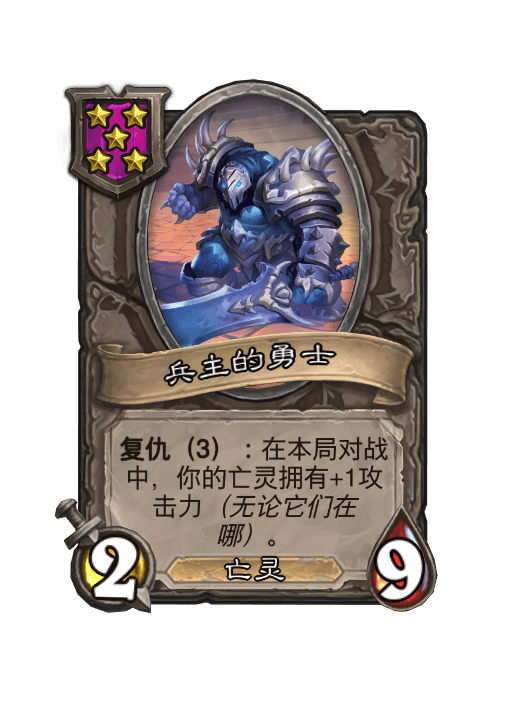 兵主的勇士
复仇（3）：在本局对战
中，你的亡灵拥有+1攻
击力（无论它们在
哪）。
亡灵
2
9